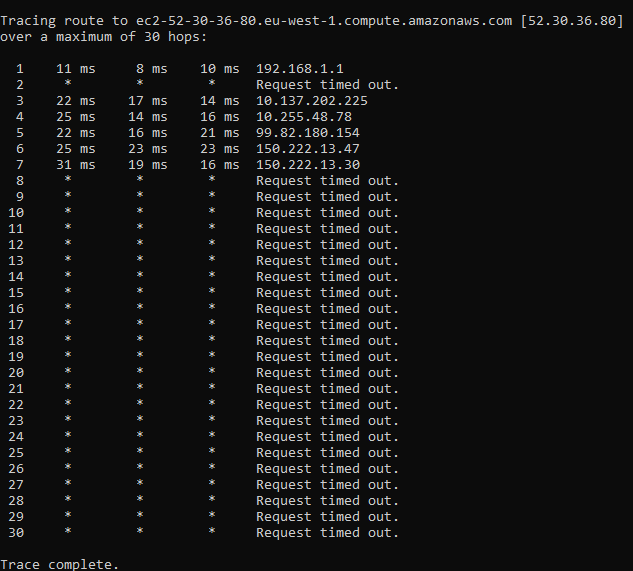 Tracing route to ec2-52-30-36-80.eu-west-1.compute.amazonaws.com [52.30.36.80]
over a maximum of 30 hops:
1 11 ms 8 ms 10 ms 192.168.1.1
2 * * * Request timed out.
3 22 ms 17 ms 14 ms 10.137.202.225
4 25 ms 14 ms 16 ms 10.255.48.78
5 22 ms 16 ms 21 ms 99.82.180.154
6 25 ms 23 ms 23 ms 150.222.13.47
7 31 ms 19 ms 16 ms 150.222.13.30
8 * * * Request timed out.
9 * * * Request timed out.
10 * * * Request timed out.
11 * * * Request timed out.
12 * * * Request timed out.
13 * * * Request timed out.
14 * * * Request timed out.
15 * * * Request timed out.
16 * * * Request timed out.
17 * * * Request timed out.
18 * * * Request timed out.
19 * * * Request timed out.
20 * * * Request timed out.
21 * * * Request timed out.
22 * * * Request timed out.
23 * * * Request timed out.
24 * * * Request timed out.
25 * * * Request timed out.
26 * * * Request timed out.
27 * * * Request timed out.
28 * * * Request timed out.
29 * * * Request timed out.
30 * * * Request timed out.
Trace complete.